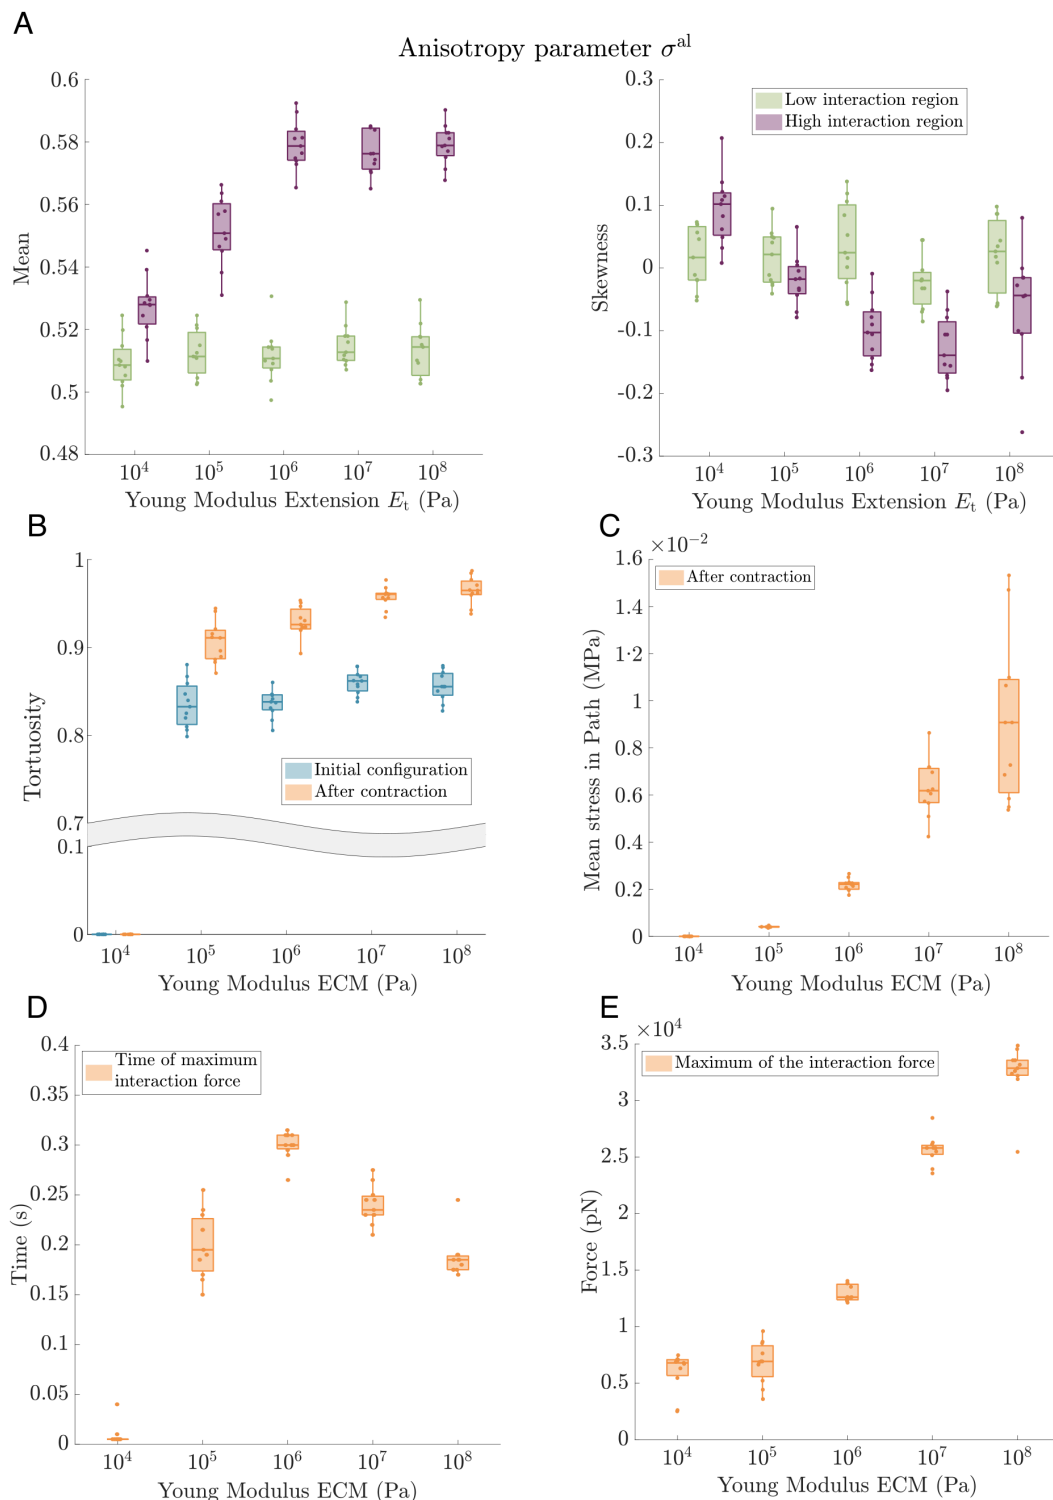 A
Anisotropy parameter σ^al
0.6
0.58
0.56
0.54
0.52
0.5
0.48
Mean
10^4 10^5 10^6 10^7 10^8
Young Modulus Extension E_t (Pa)
0.3
0.2
0.1
0
-0.1
-0.2
-0.3
Skewness
Low interaction region
High interaction region
10^4 10^5 10^6 10^7 10^8
Young Modulus Extension E_t (Pa)
B
1
0.9
0.8
0.7
0.1
0
Tortuosity
Initial configuration
After contraction
10^4 10^5 10^6 10^7 10^8
Young Modulus ECM (Pa)
C
×10^−2
1.6
1.4
1·2
1
0.8
0.6
0.4
0.2
0
Mean stress in Path (MPa)
After contraction
10^4 10^5 10^6 10^7 10^8
Young Modulus ECM (Pa)
D
0.4
0.35
0.3
0.25
0.2
0.15
0.1
0.05
0
Time (s)
Time of maximum
interaction force
10^4 10^5 10^6 10^7 10^8
Young Modulus ECM (Pa)
E
×10^4
3.5
3
2.5
2
1.5
1
0.5
0
Force (pN)
Maximum of the interaction force
10^4 10^5 10^6 10^7 10^8
Young Modulus ECM (Pa)